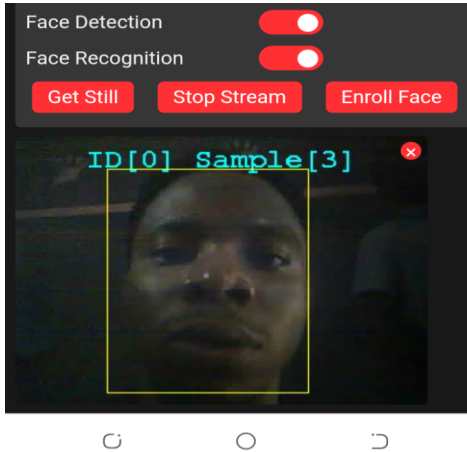 Face Detection
Face Recognition
Get Still Stop Stream Enroll Face
ID[0] Sample[3]